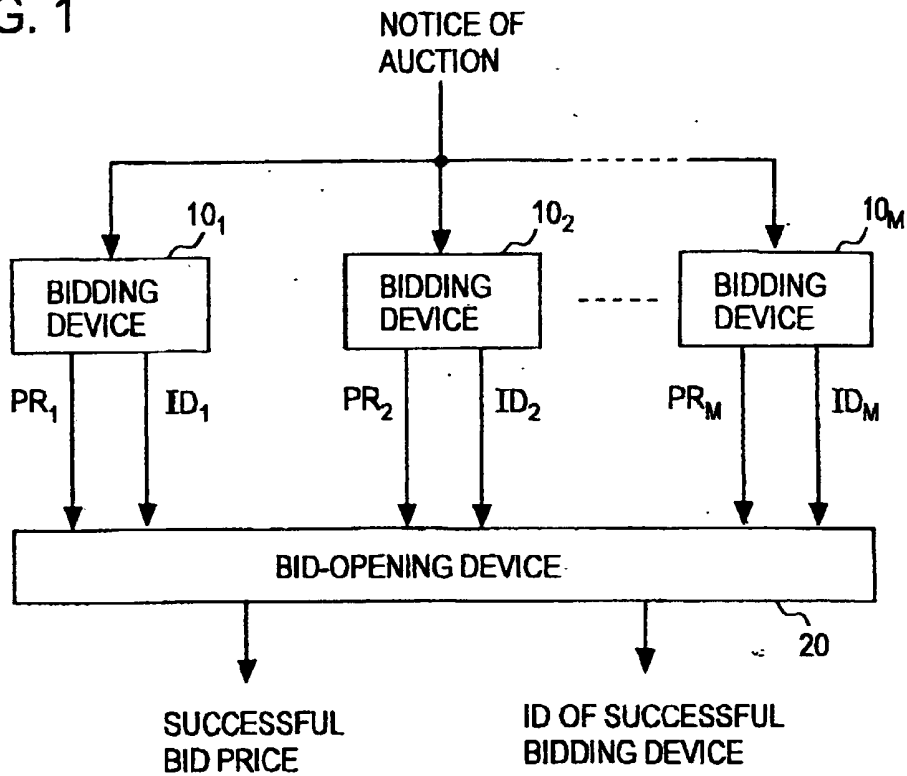 G. 1
NOTICE OF
AUCTION
10₁
10₂
10M
BIDDING
DEVICE
BIDDING
DEVICE
BIDDING
DEVICE
PR₁
ID₁
PR₂
ID₂
PRM
IDM
BID-OPENING DEVICE
20
SUCCESSFUL
BID PRICE
ID OF SUCCESSFUL
BIDDING DEVICE